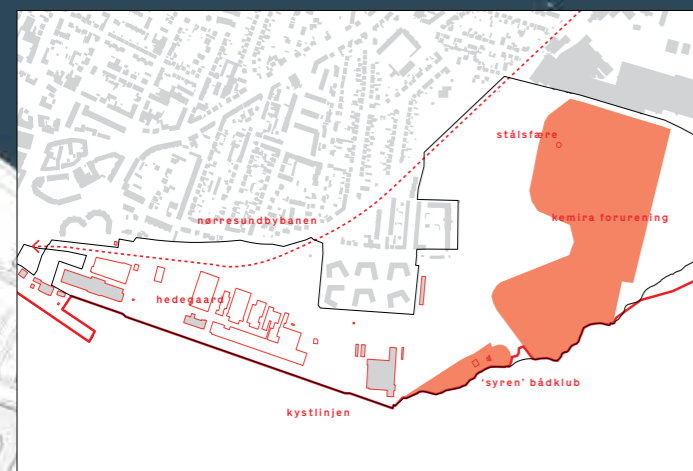 stålsfære
nørresundbybanen
kemira forurening
hedegaard
'syren' bådklub
kystlinjen